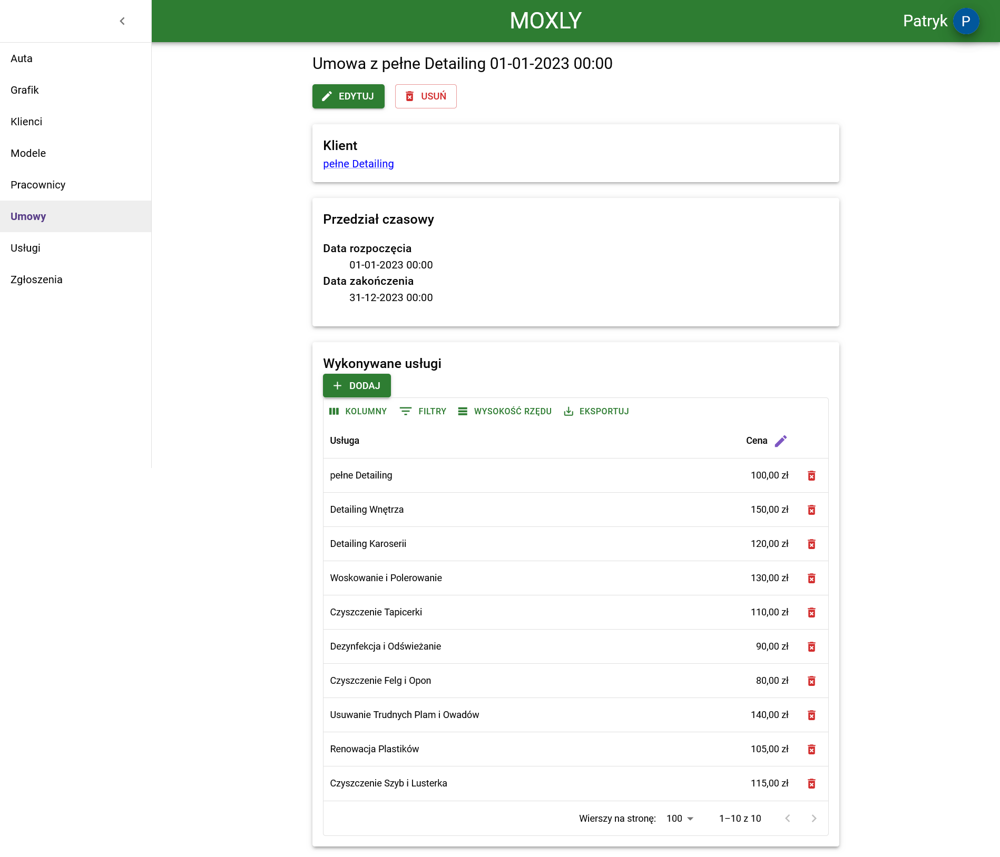 MOXLY
Patryk P
Auta
Grafik
Klienci
Modele
Pracownicy
Umowy
Usługi
Zgłoszenia
Umowa z pełne Detailing 01-01-2023 00:00
EDYTUJ USUŃ
Klient
pełne Detailing
Przedział czasowy
Data rozpoczęcia
01-01-2023 00:00
Data zakończenia
31-12-2023 00:00
Wykonywane usługi
DODAJ
KOLUMNY FILTRY WYSOKOŚĆ RZĘDU EKSPORTUJ
Usługa Cena
pełne Detailing 100,00 zł
Detailing Wnętrza 150,00 zł
Detailing Karoserii 120,00 zł
Woskowanie i Polerowanie 130,00 zł
Czyszczenie Tapicerki 110,00 zł
Dezynfekcja i Odświeżanie 90,00 zł
Czyszczenie Felg i Opon 80,00 zł
Usuwanie Trudnych Plam i Owadów 140,00 zł
Renowacja Plastików 105,00 zł
Czyszczenie Szyb i Lusterka 115,00 zł
Wierszy na stronę: 100 1–10 z 10